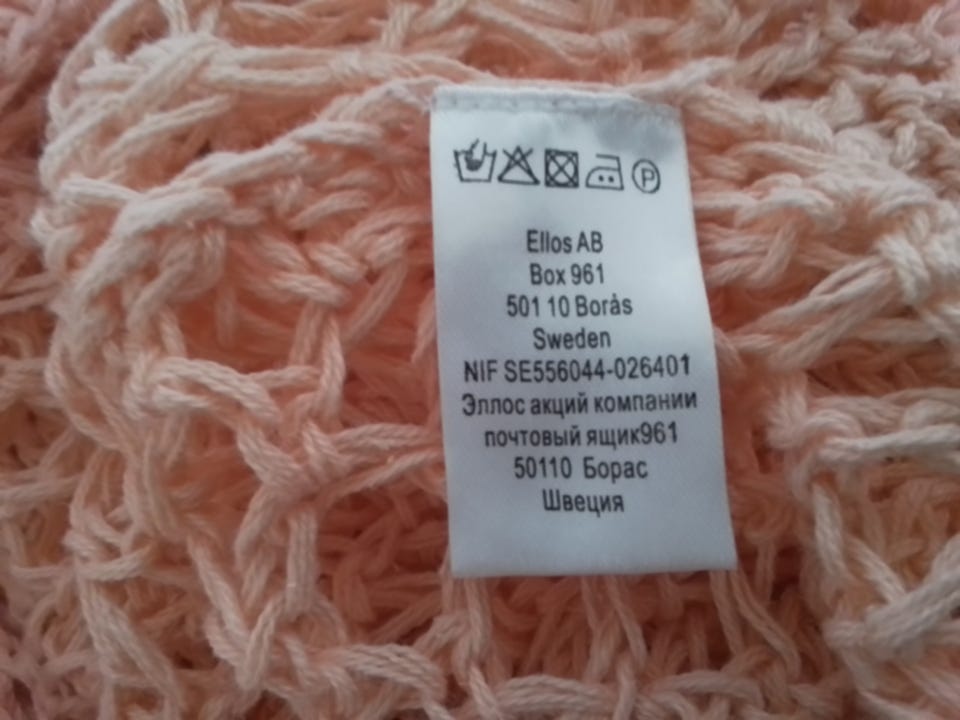 P
Ellos AB
Box 961
501 10 Borås
Sweden
NIF SE556044-026401
Эллос акций компании
почтовый ящик961
50110 Борас
Швеция